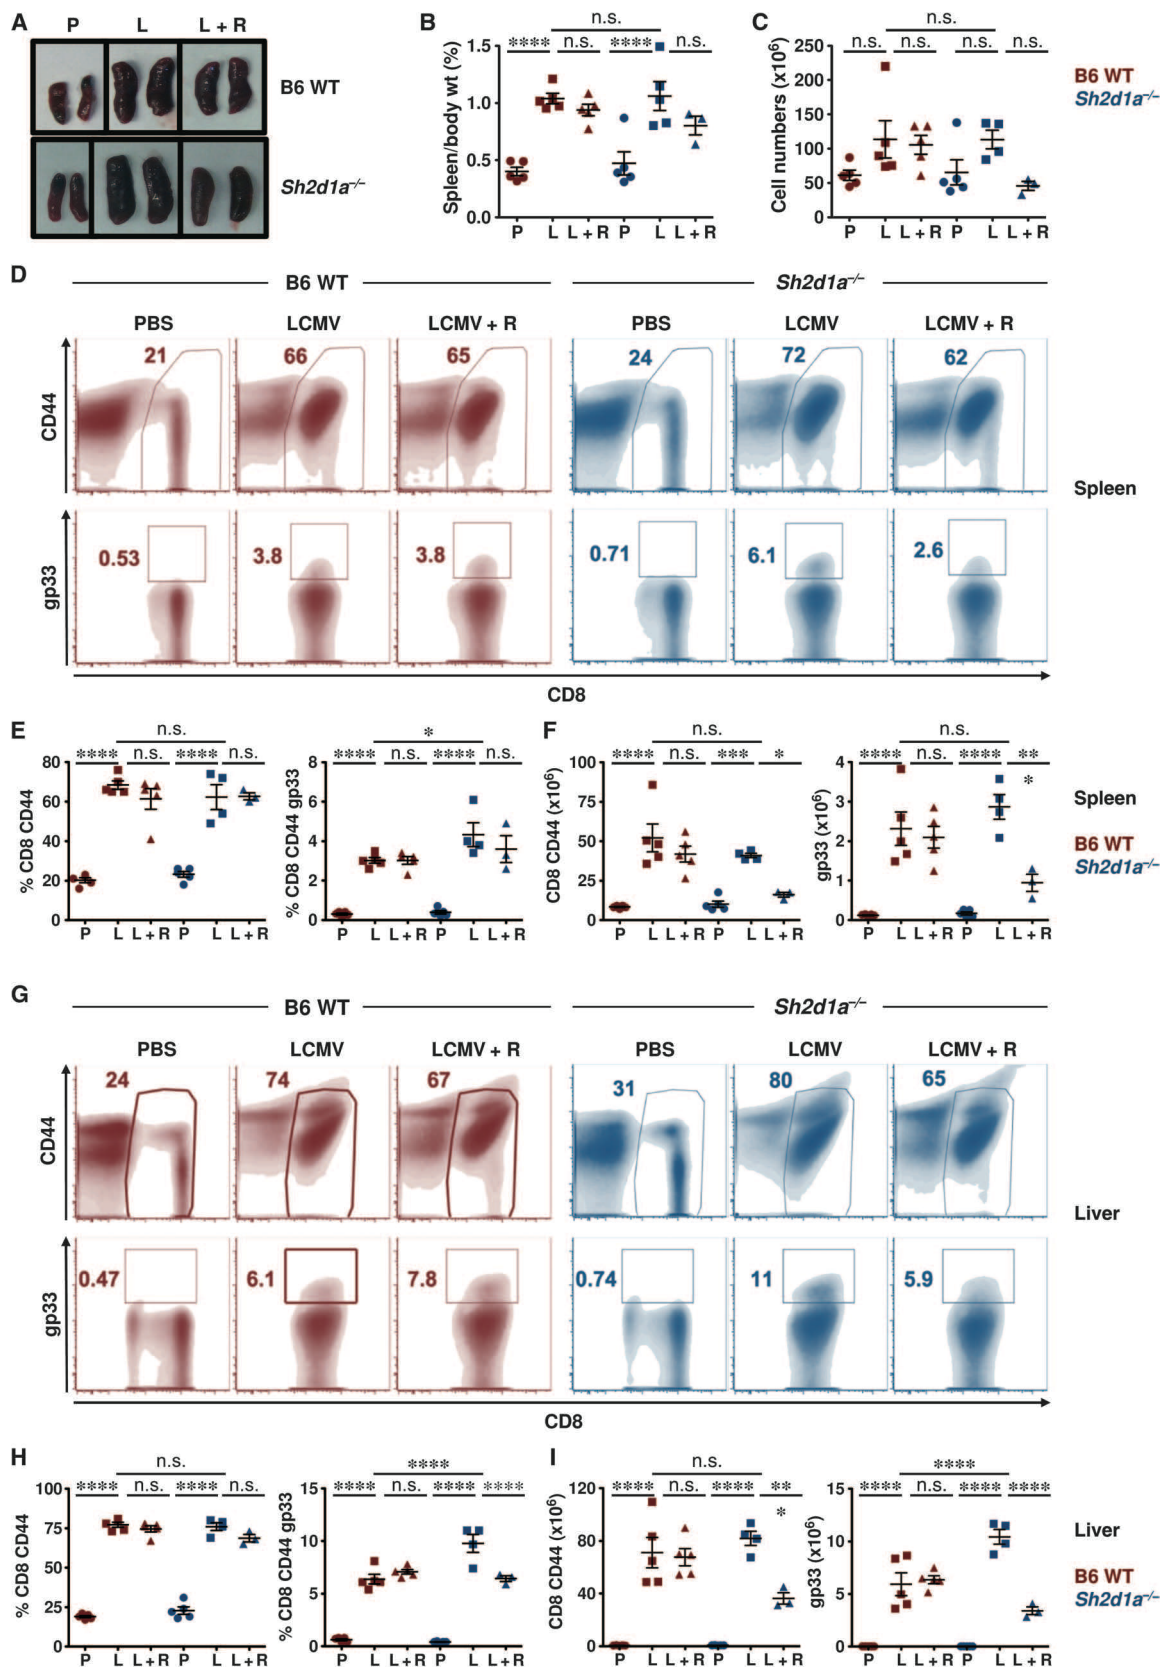 A
P L L + R
B6 WT
Sh2d1a–/–
B
n.s.
**** n.s. **** n.s.
Spleen/body wt (%)
1.5
1.0
0.5
0.0
P L L + R P L L + R
C
n.s.
n.s. n.s. n.s. n.s.
Cell numbers (x10⁶)
250
200
150
100
50
0
P L L + R P L L + R
B6 WT
Sh2d1a–/–
D
B6 WT Sh2d1a–/–
PBS LCMV LCMV + R PBS LCMV LCMV + R
CD44
21 66 65 24 72 62
Spleen
gp33
0.53 3.8 3.8 0.71 6.1 2.6
CD8
E
n.s.
**** n.s. **** n.s.
% CD8 CD44
80
60
40
20
0
P L L + R P L L + R
*
**** n.s. **** n.s.
% CD8 CD44 gp33
8
6
4
2
0
P L L + R P L L + R
F
n.s.
**** n.s. *** *
CD8 CD44 (x10⁶)
100
50
0
P L L + R P L L + R
n.s.
**** n.s. **** **
*
gp33 (x10⁶)
4
3
2
1
0
P L L + R P L L + R
Spleen
B6 WT
Sh2d1a–/–
G
B6 WT Sh2d1a–/–
PBS LCMV LCMV + R PBS LCMV LCMV + R
CD44
24 74 67 31 80 65
Liver
gp33
0.47 6.1 7.8 0.74 11 5.9
CD8
H
n.s.
**** n.s. **** n.s.
% CD8 CD44
100
75
50
25
0
P L L + R P L L + R
****
**** n.s. **** ****
% CD8 CD44 gp33
15
10
5
0
P L L + R P L L + R
I
n.s.
**** n.s. **** **
*
CD8 CD44 (x10⁶)
120
80
40
0
P L L + R P L L + R
****
**** n.s. **** ****
gp33 (x10⁶)
15
10
5
0
P L L + R P L L + R
Liver
B6 WT
Sh2d1a–/–